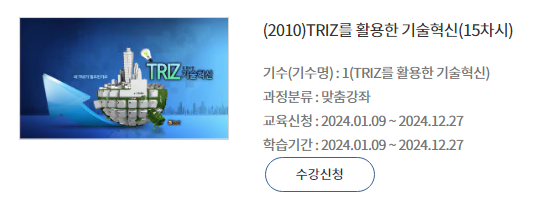 (2010)TRIZ를 활용한 기술혁신(15차시)
TRIZ
기술혁신
기수(기수명) : 1(TRIZ를 활용한 기술혁신)
과정분류 : 맞춤강좌
교육신청 : 2024.01.09 ~ 2024.12.27
학습기간 : 2024.01.09 ~ 2024.12.27
수강신청